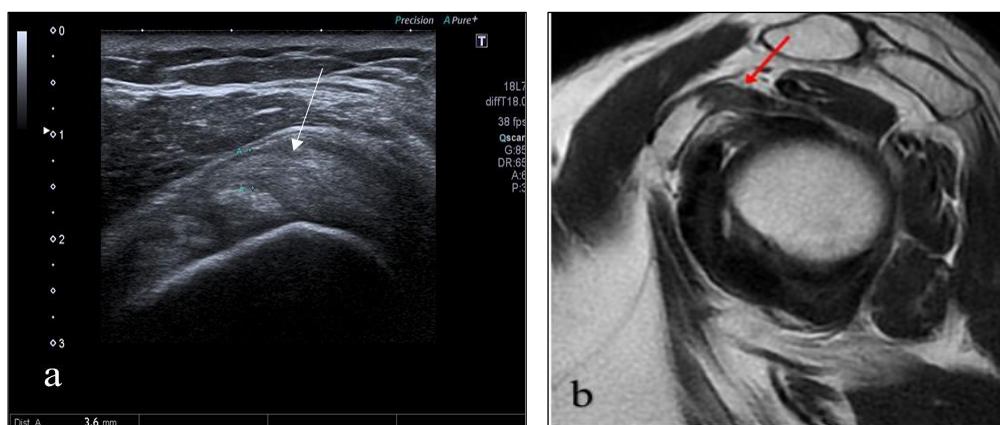 Precision A Pure+
T
0
18L7
diffT18.0
38 fps
Qscan
1
G:85
DR:65
A
A:6
P:3
A
2
3
a
b
Dist A 3.6 mm